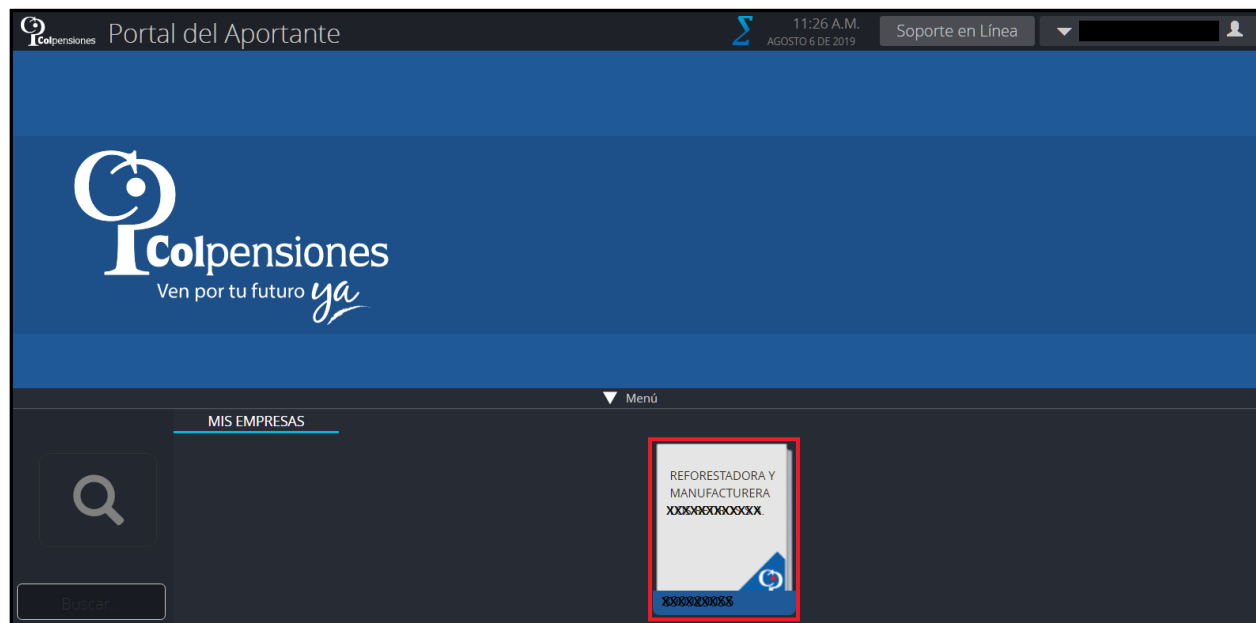 Colpensiones Portal del Aportante
11:26 A.M.
AGOSTO 6 DE 2019
Soporte en Línea
Colpensiones
Ven por tu futuro ya
Menú
MIS EMPRESAS
REFORESTADORA Y
MANUFACTURERA
Buscar...